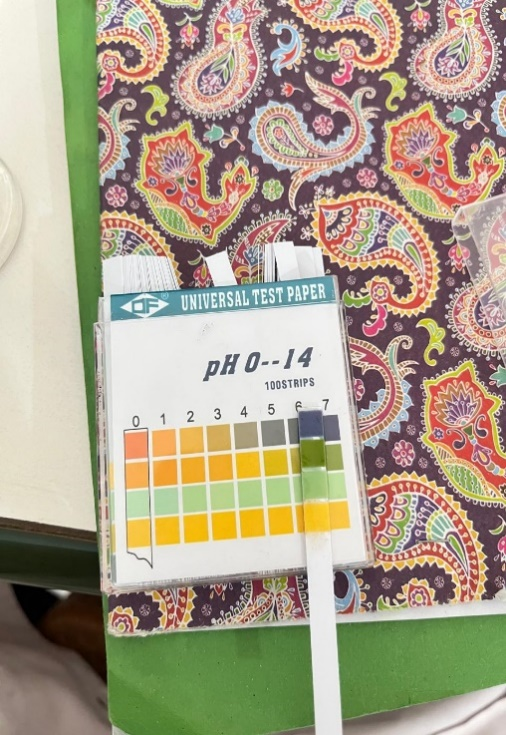 UNIVERSAL TEST PAPER
pH 0--14
100STRIPS
0 1 2 3 4 5 6 7